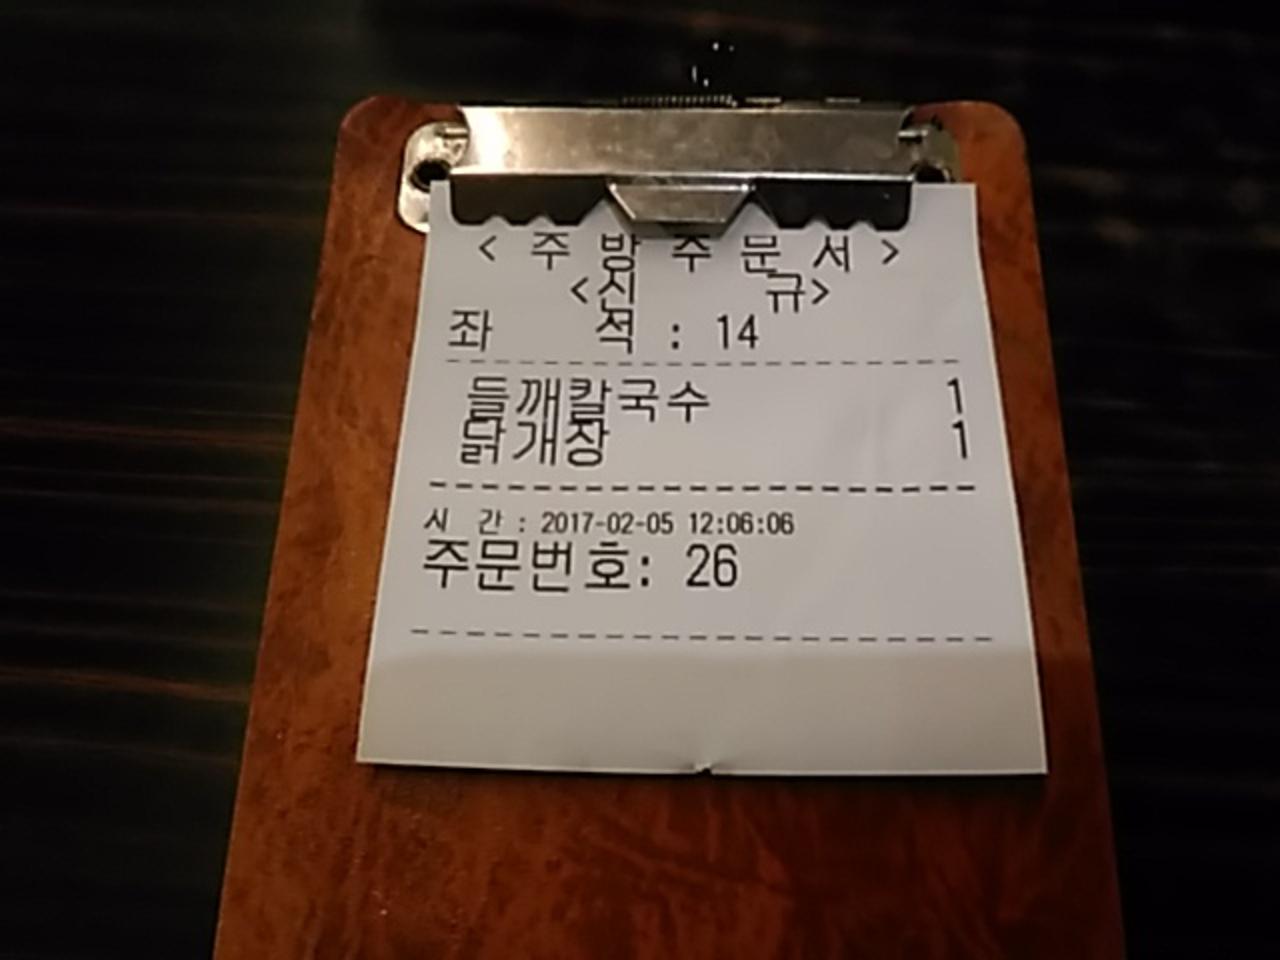 < 주 방 주 문 서 >
<신 규>
좌 석 : 14
들깨칼국수 1
닭개장 1
시 간 : 2017-02-05 12:06:06
주문번호: 26